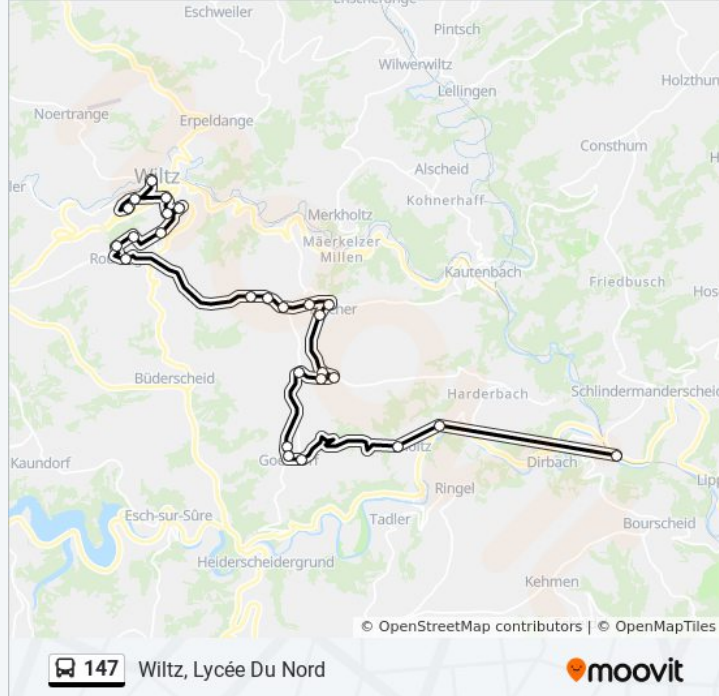 Eschweiler
Pintsch
Wilwerwiltz
Holzthum
Lellingen
Noertrange
Erpeldange
Consthum
Wiltz
Alscheid
Kohnerhaff
Merkholtz
Mäerkelzer
Millen
Kautenbach
Friedbusch
Büderscheid
Harderbach
Schlindermanderscheid
Kaundorf
Dirbach
Ringel
Esch-sur-Sûre
Tadler
Bourscheid
Heiderscheidergrund
Kehmen
© OpenStreetMap contributors | © OpenMapTiles
147 Wiltz, Lycée Du Nord
moovit